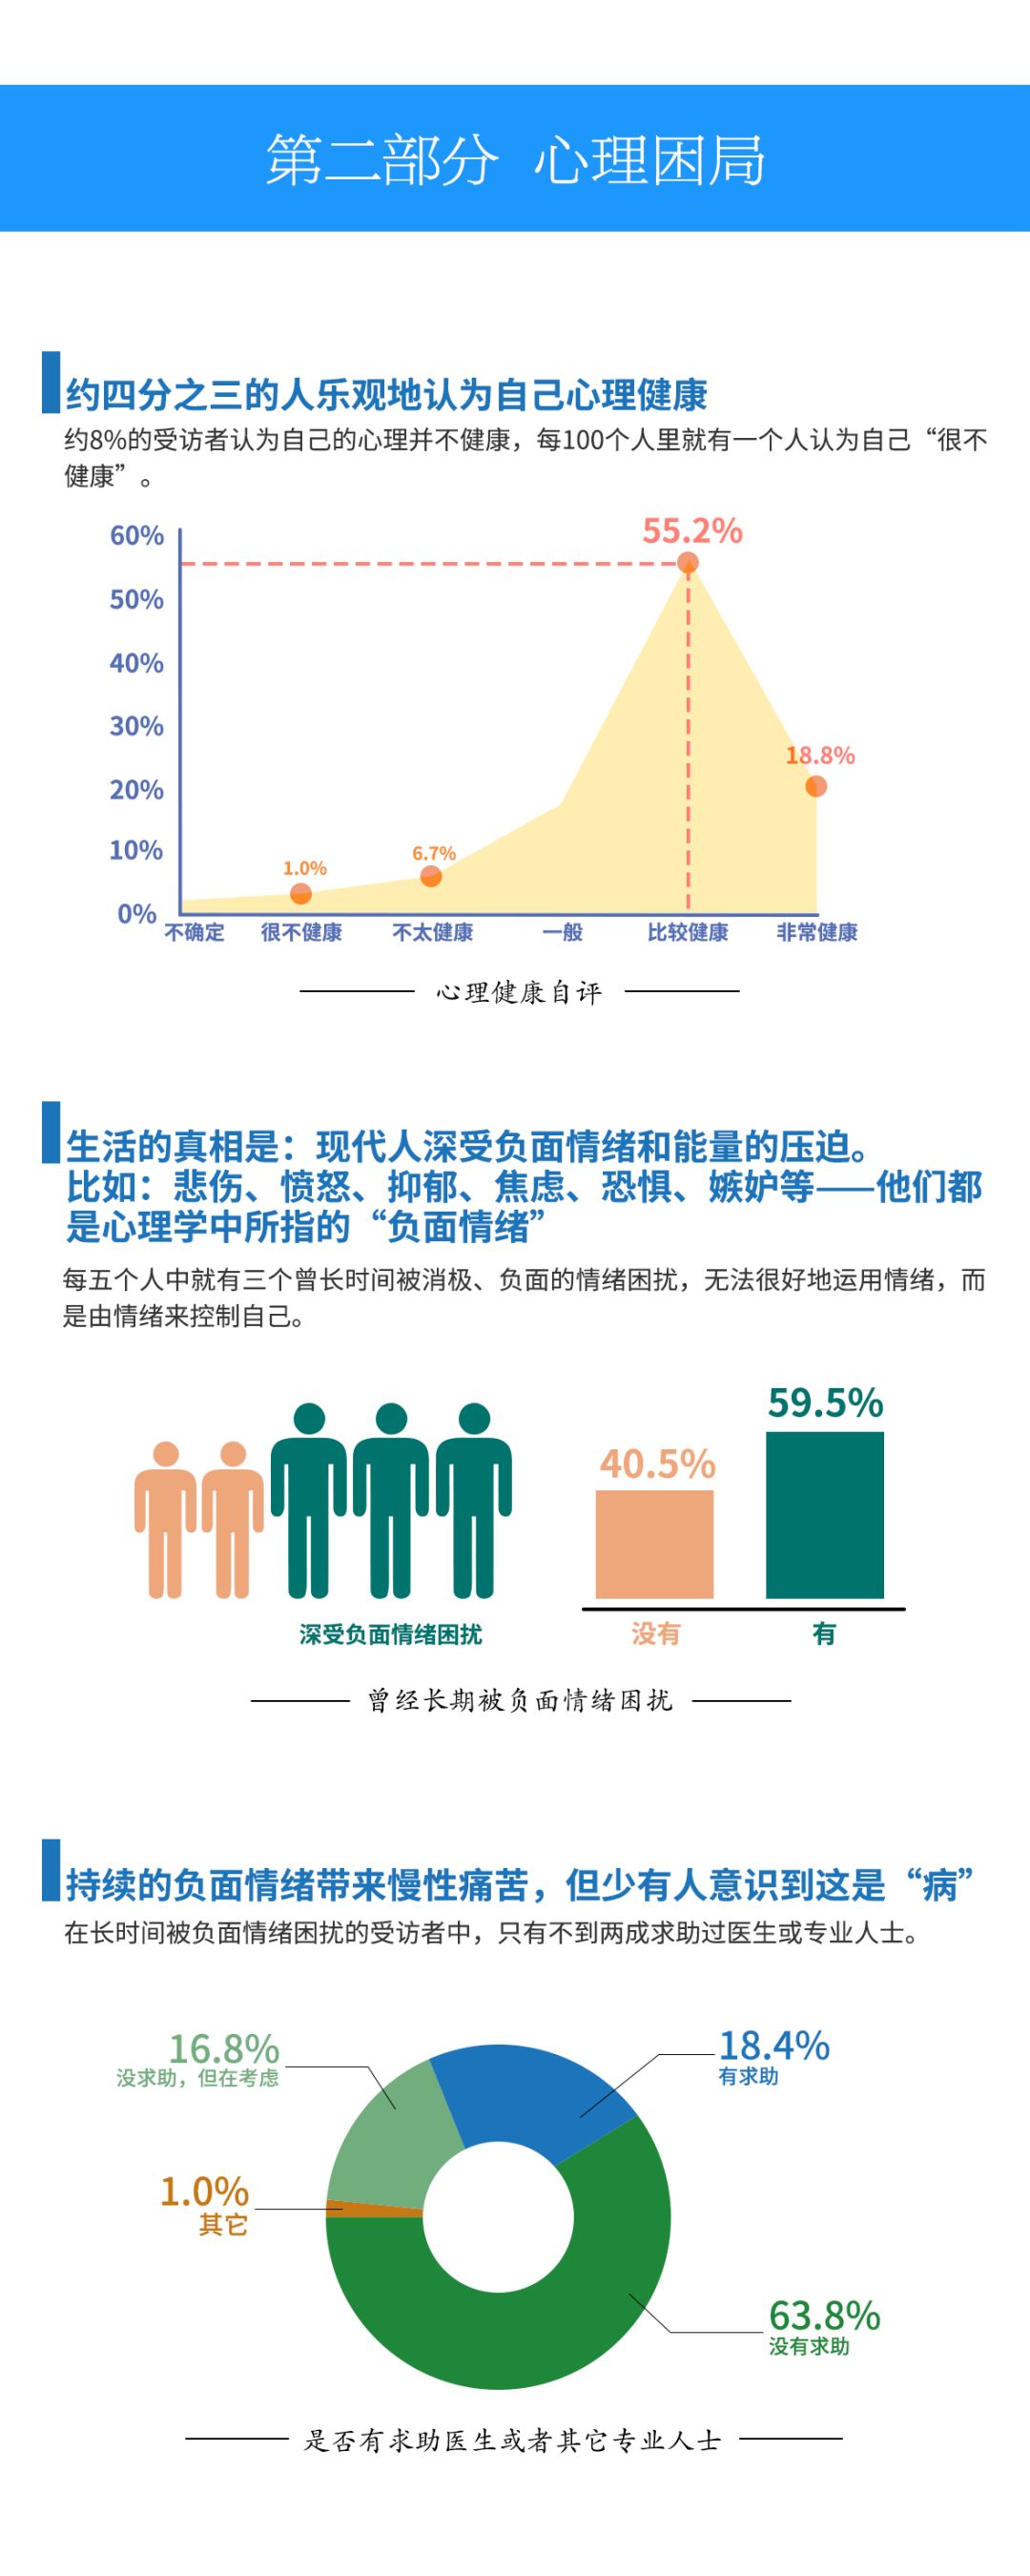 第二部分 心理困局
约四分之三的人乐观地认为自己心理健康
约8%的受访者认为自己的心理并不健康，每100个人里就有一个人认为自己“很不
健康”。
60%
50%
40%
30%
20%
10%
0%
55.2%
18.8%
6.7%
1.0%
不确定 很不健康 不太健康 一般 比较健康 非常健康
心理健康自评
生活的真相是：现代人深受负面情绪和能量的压迫。
比如：悲伤、愤怒、抑郁、焦虑、恐惧、嫉妒等——他们都
是心理学中所指的“负面情绪”
每五个人中就有三个曾长时间被消极、负面的情绪困扰，无法很好地运用情绪，而
是由情绪来控制自己。
59.5%
40.5%
深受负面情绪困扰
没有 有
曾经长期被负面情绪困扰
持续的负面情绪带来慢性痛苦，但少有人意识到这是“病”
在长时间被负面情绪困扰的受访者中，只有不到两成求助过医生或专业人士。
16.8%
没求助，但在考虑
18.4%
有求助
1.0%
其它
63.8%
没有求助
是否有求助医生或者其它专业人士